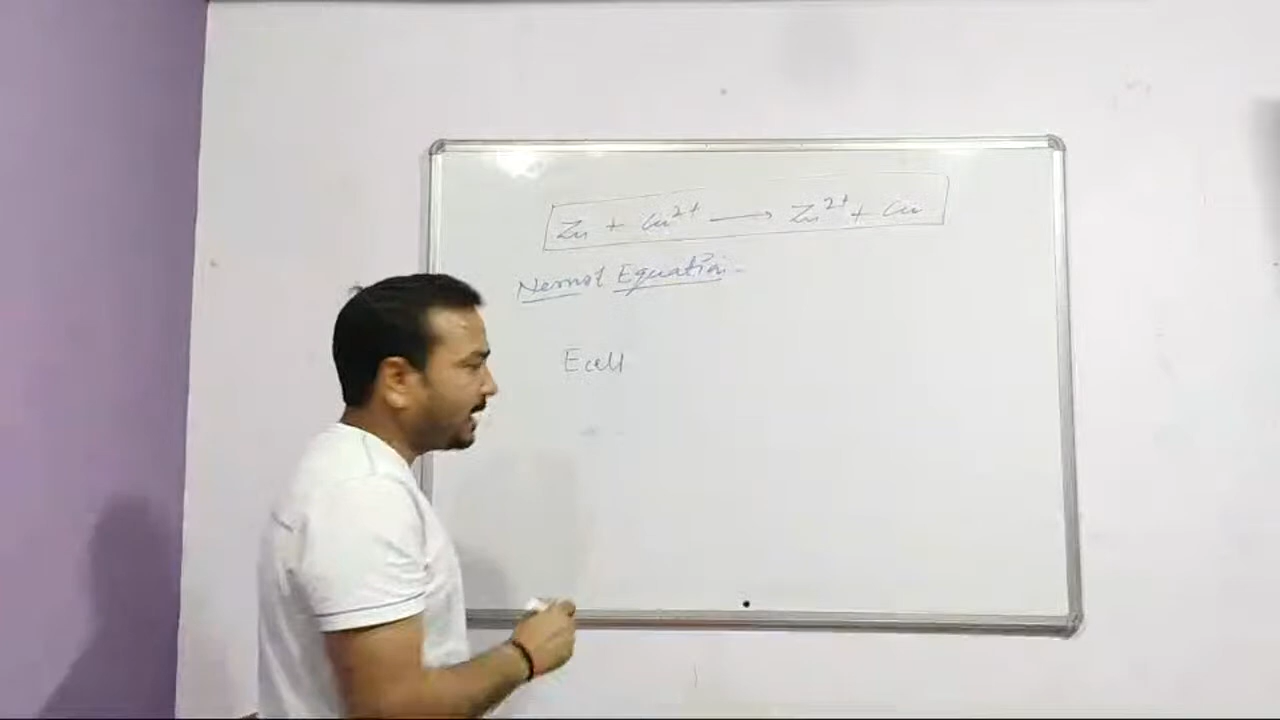 Zn + Cu²⁺ → Zn²⁺ + Cu
Nernst Equation-
Ecell